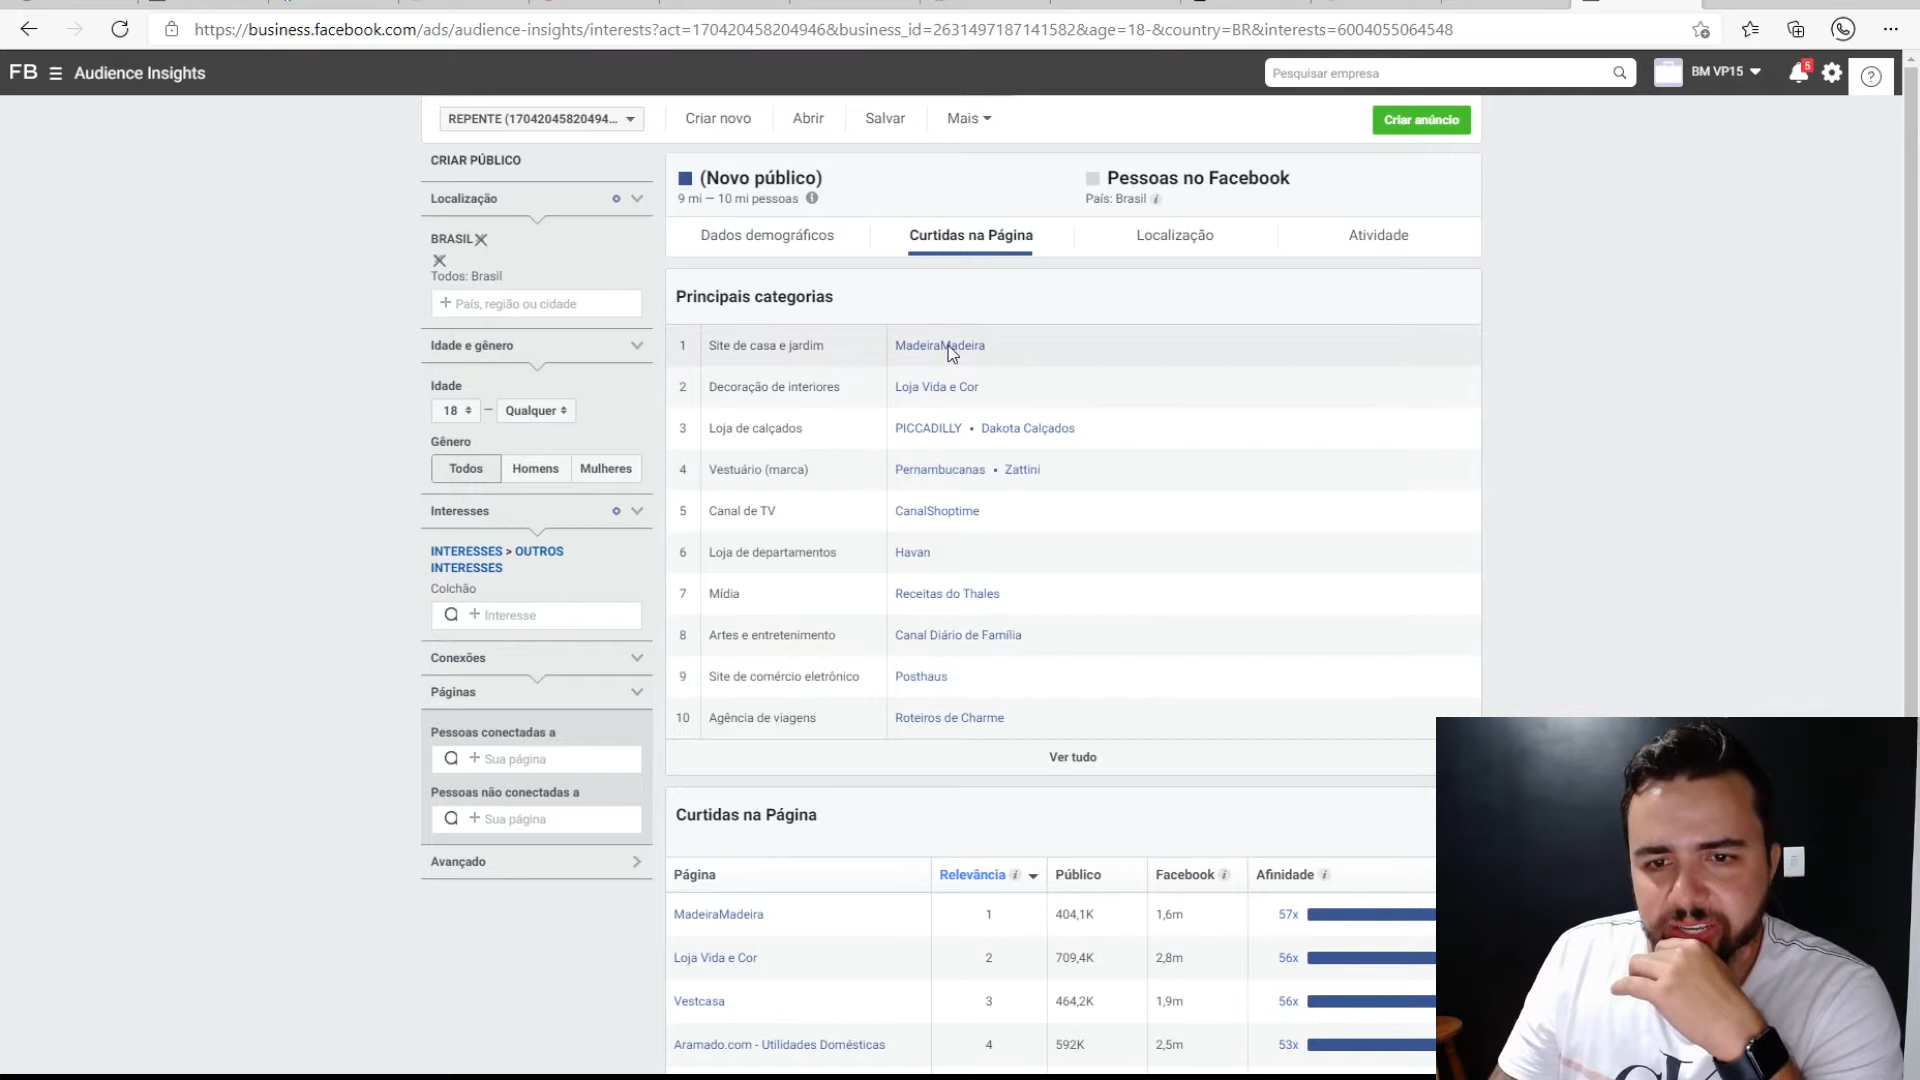 https://business.facebook.com/ads/audience-insights/interests?act=170420458204946&business_id=2631497187141582&age=18-&country=BR&interests=6004055064548
FB Audience Insights
Pesquisar empresa
BM VP15
5
REPENTE (17042045820494...
Criar novo
Abrir
Salvar
Mais
Criar anúncio
CRIAR PÚBLICO
Localização
BRASIL
Todos: Brasil
+ País, região ou cidade
Idade e gênero
Idade
18 – Qualquer
Gênero
Todos Homens Mulheres
Interesses
INTERESSES > OUTROS
INTERESSES
Colchão
+ Interesse
Conexões
Páginas
Pessoas conectadas a
+ Sua página
Pessoas não conectadas a
+ Sua página
Avançado
(Novo público)
9 mi – 10 mi pessoas
Pessoas no Facebook
País: Brasil
Dados demográficos
Curtidas na Página
Localização
Atividade
Principais categorias
1 Site de casa e jardim MadeiraMadeira
2 Decoração de interiores Loja Vida e Cor
3 Loja de calçados PICCADILLY • Dakota Calçados
4 Vestuário (marca) Pernambucanas • Zattini
5 Canal de TV CanalShoptime
6 Loja de departamentos Havan
7 Mídia Receitas do Thales
8 Artes e entretenimento Canal Diário de Família
9 Site de comércio eletrônico Posthaus
10 Agência de viagens Roteiros de Charme
Ver tudo
Curtidas na Página
Página Relevância Público Facebook Afinidade
MadeiraMadeira 1 404,1K 1,6m 57x
Loja Vida e Cor 2 709,4K 2,8m 56x
Vestcasa 3 464,2K 1,9m 56x
Aramado.com - Utilidades Domésticas 4 592K 2,5m 53x